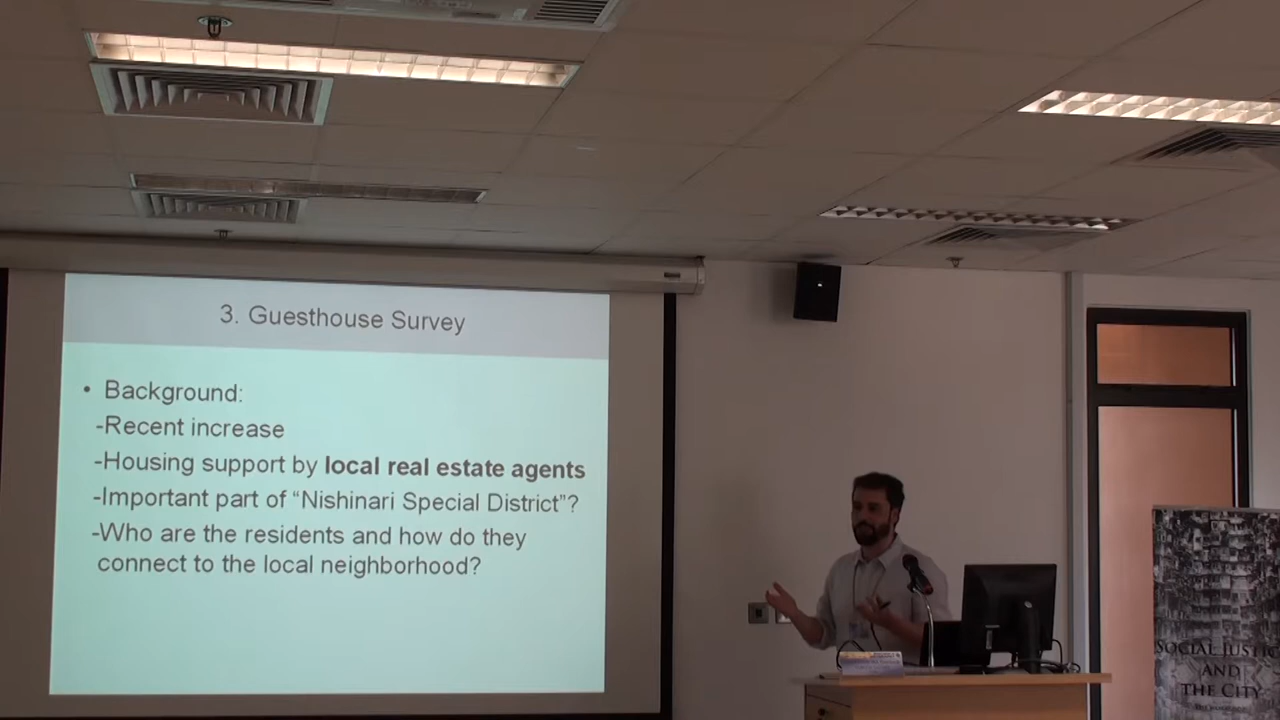 3. Guesthouse Survey
• Background:
-Recent increase
-Housing support by local real estate agents
-Important part of “Nishinari Special District”?
-Who are the residents and how do they
connect to the local neighborhood?
SOCIAL JUSTIC
AND
THE CITY